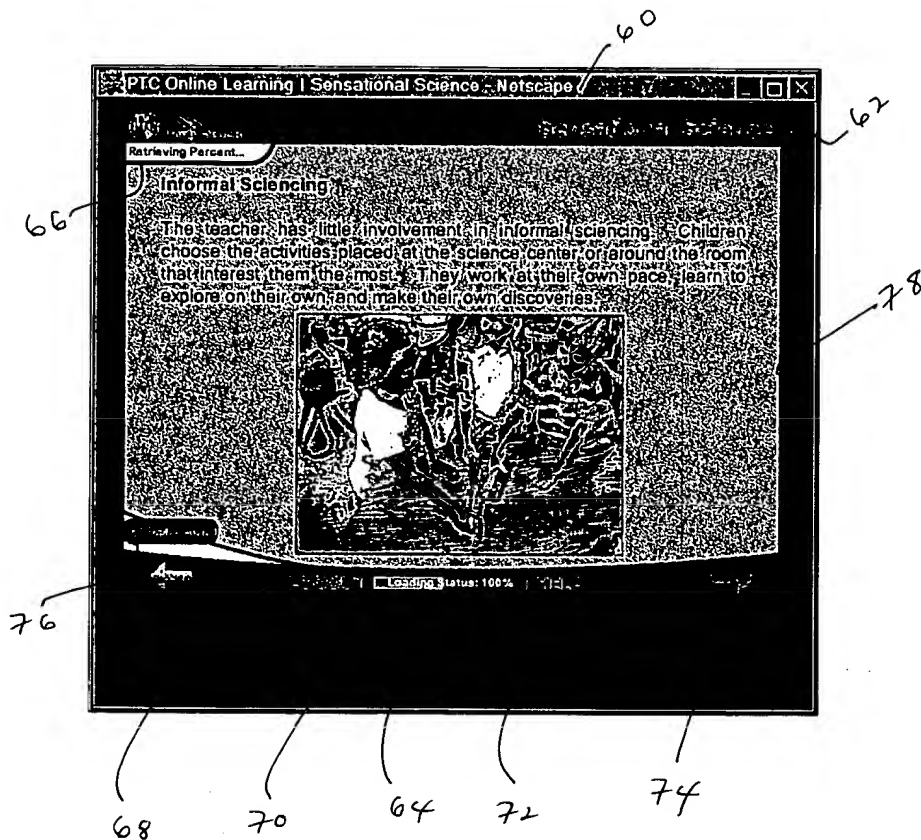 60
PTC Online Learning | Sensational Science - Netscape
62
Sensational Science
Retrieving Percent...
66
Informal Sciencing
The teacher has little involvement in informal sciencing. Children
choose the activities placed at the science center or around the room
that interest them the most. They work at their own pace, learn to
explore on their own, and make their own discoveries.
78
Loading Status: 100%
76
68
70
64
72
74